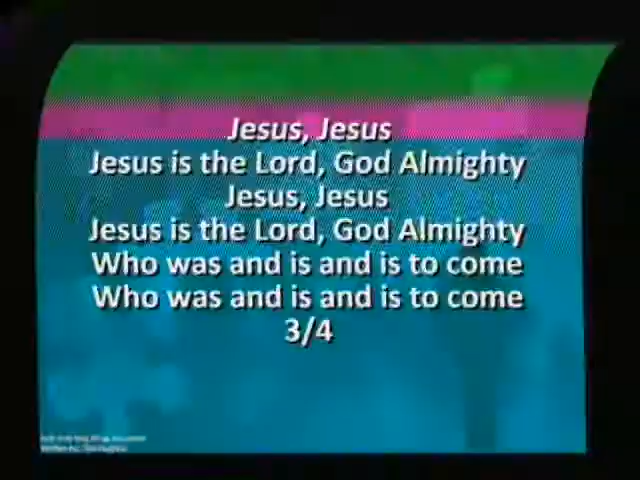 Jesus, Jesus
Jesus is the Lord, God Almighty
Jesus, Jesus
Jesus is the Lord, God Almighty
Who was and is and is to come
Who was and is and is to come
3/4